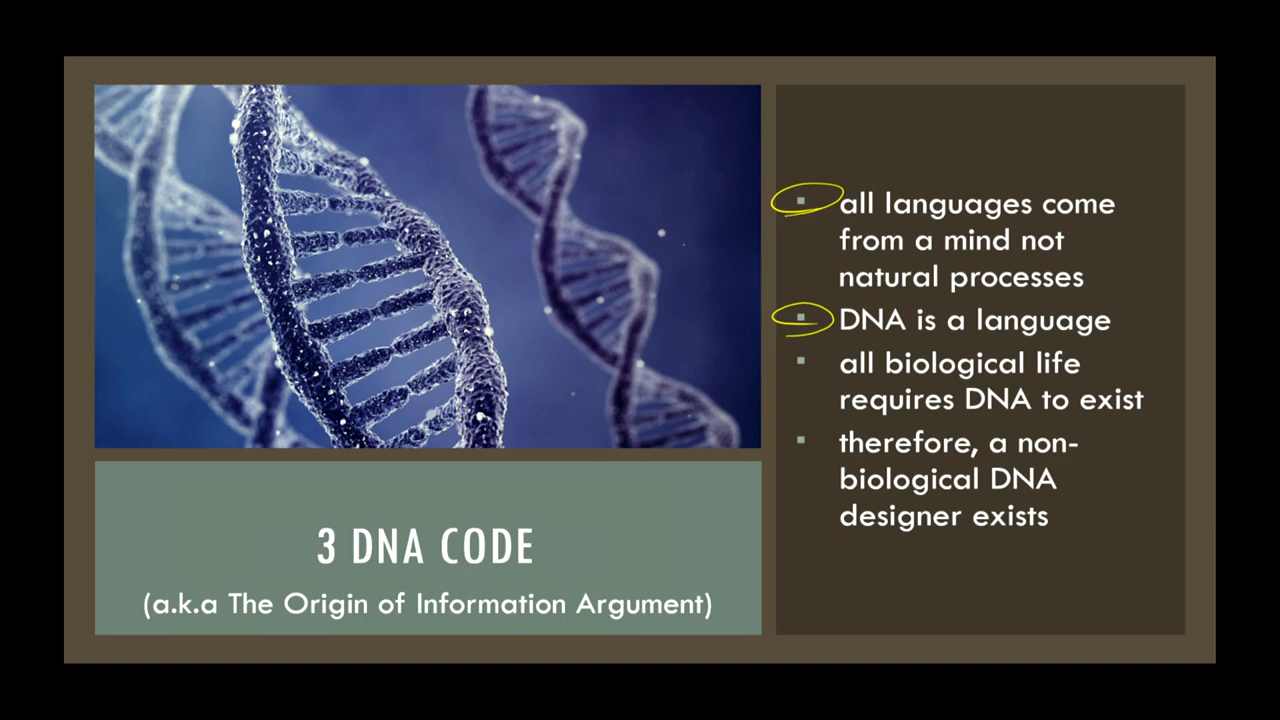 all languages come
from a mind not
natural processes
DNA is a language
all biological life
requires DNA to exist
therefore, a non-
biological DNA
designer exists
3 DNA CODE
(a.k.a The Origin of Information Argument)